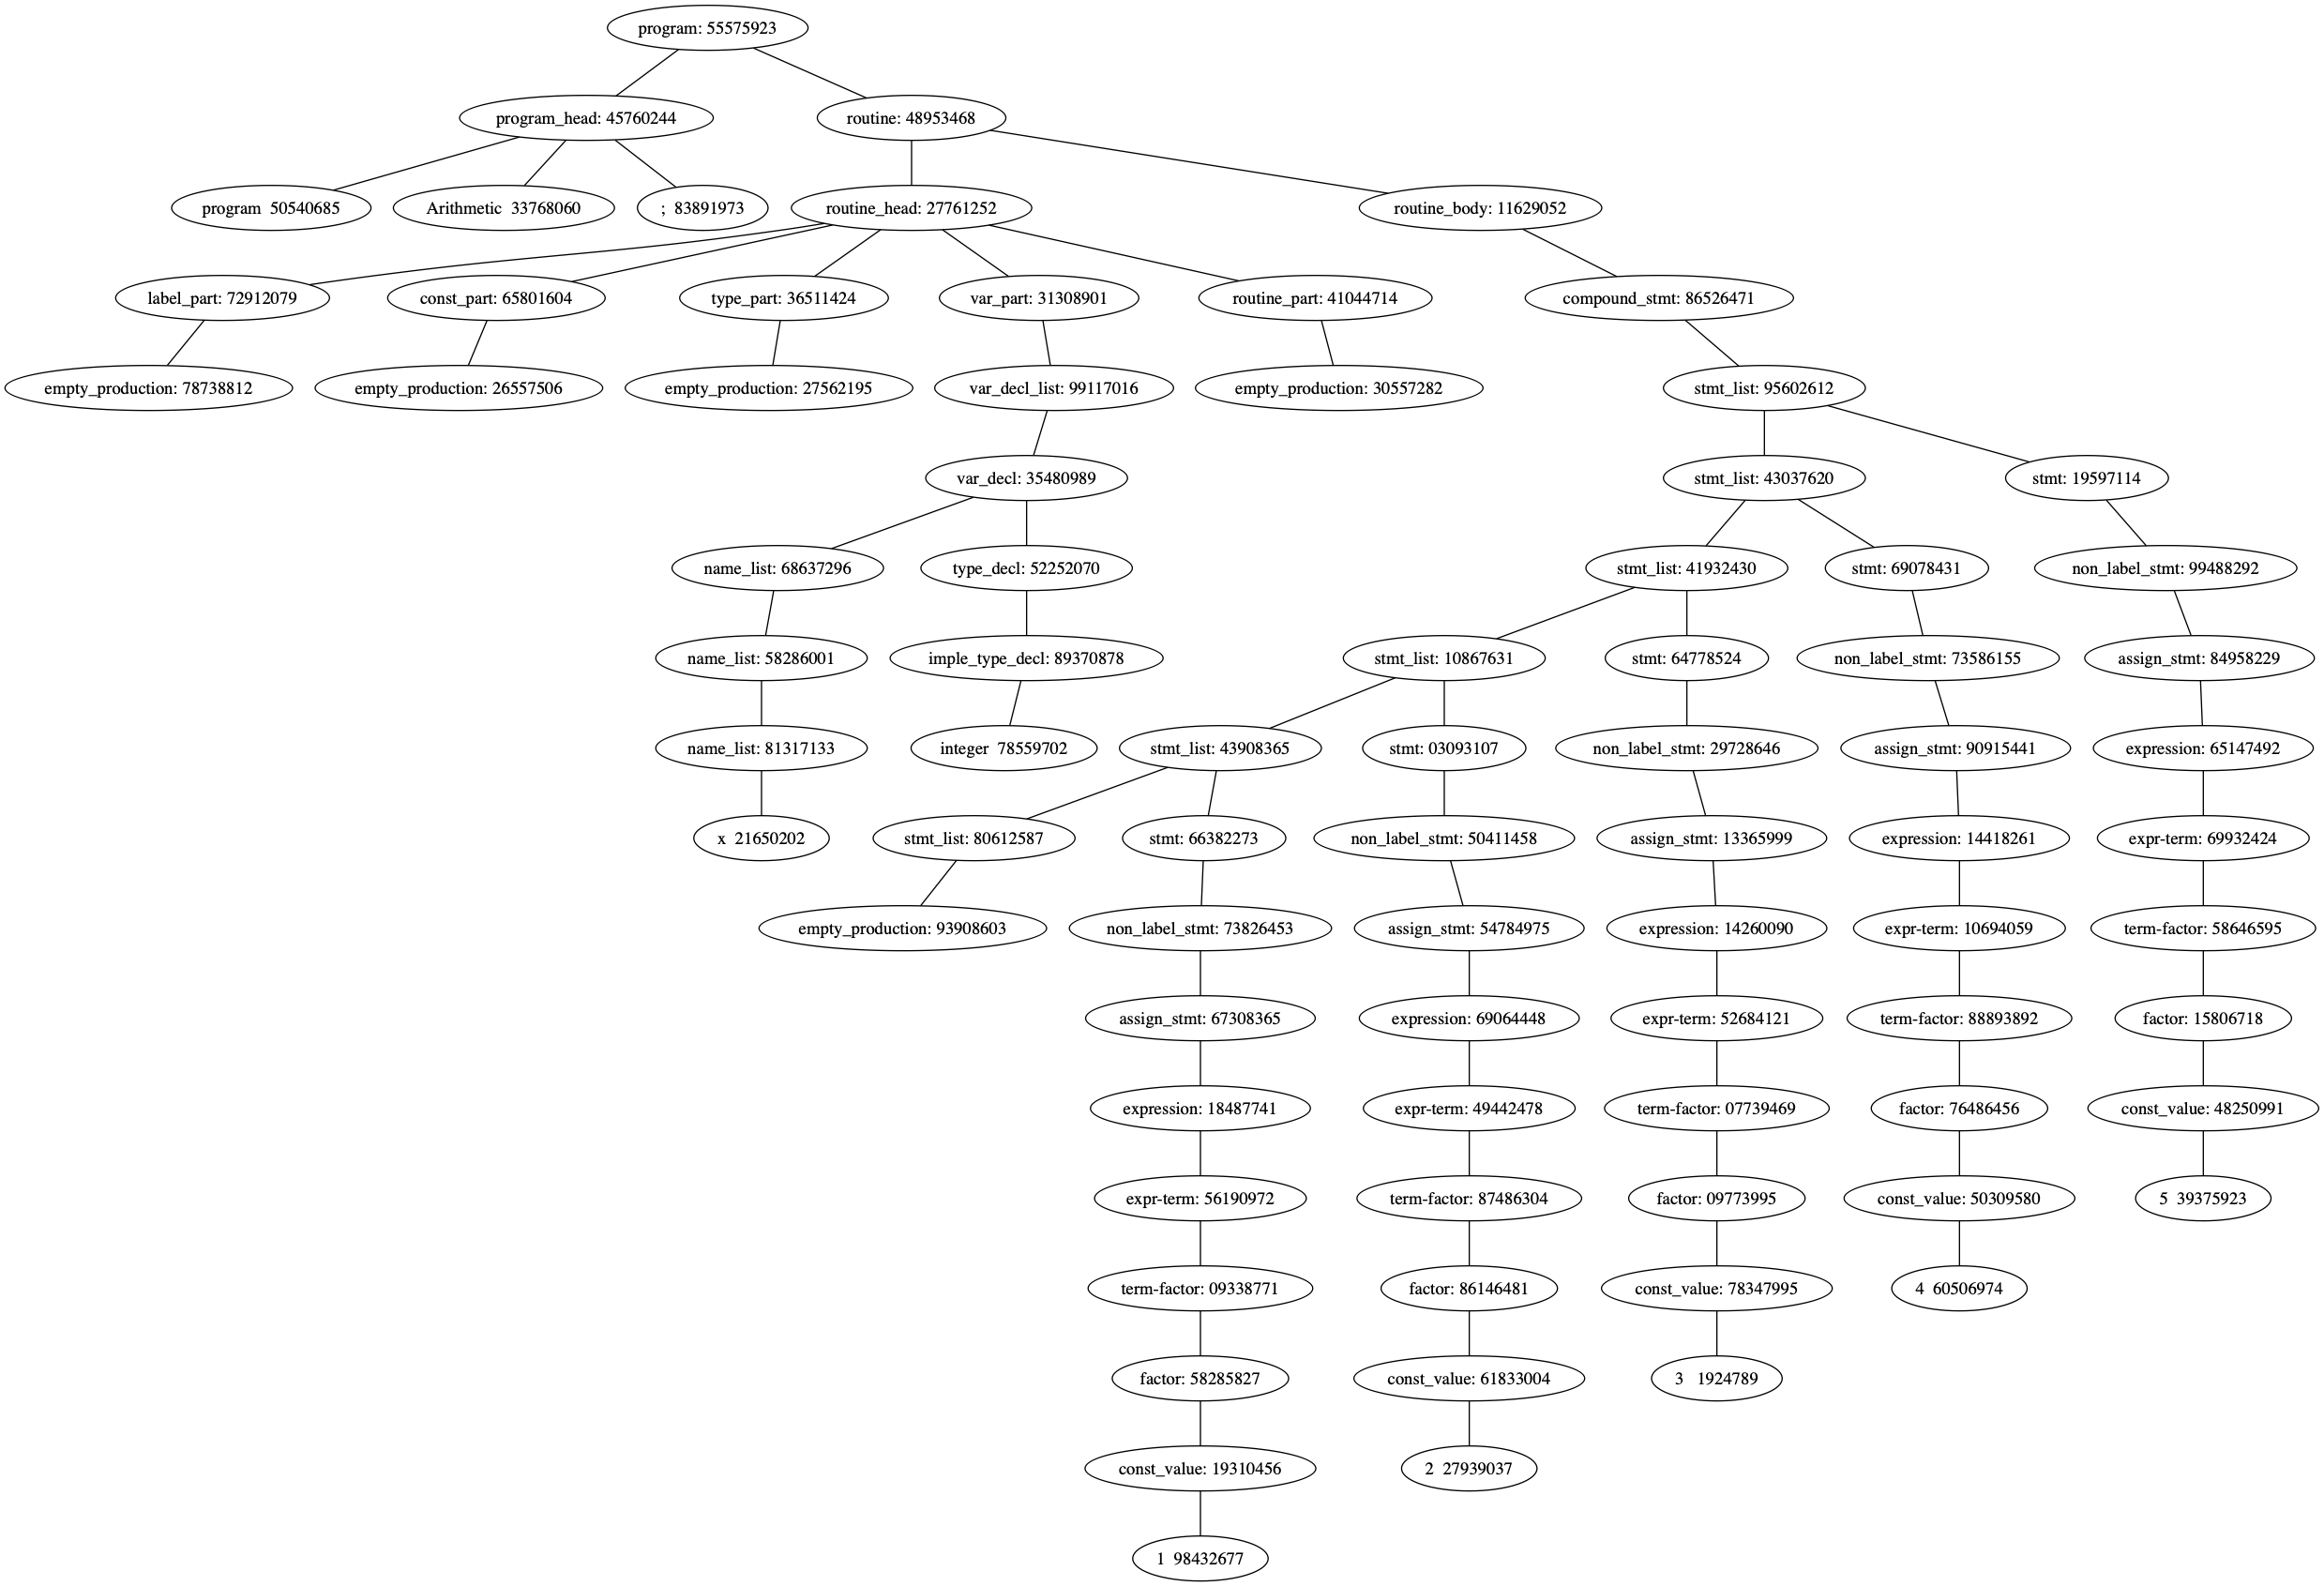 program: 55575923
program_head: 45760244
routine: 48953468
program 50540685
Arithmetic 33768060
; 83891973
routine_head: 27761252
routine_body: 11629052
label_part: 72912079
const_part: 65801604
type_part: 36511424
var_part: 31308901
routine_part: 41044714
compound_stmt: 86526471
empty_production: 78738812
empty_production: 26557506
empty_production: 27562195
var_decl_list: 99117016
empty_production: 30557282
stmt_list: 95602612
var_decl: 35480989
stmt_list: 43037620
stmt: 19597114
name_list: 68637296
type_decl: 52252070
stmt_list: 41932430
stmt: 69078431
non_label_stmt: 99488292
name_list: 58286001
imple_type_decl: 89370878
stmt_list: 10867631
stmt: 64778524
non_label_stmt: 73586155
assign_stmt: 84958229
name_list: 81317133
integer 78559702
stmt_list: 43908365
stmt: 03093107
non_label_stmt: 29728646
assign_stmt: 90915441
expression: 65147492
x 21650202
stmt_list: 80612587
stmt: 66382273
non_label_stmt: 50411458
assign_stmt: 13365999
expression: 14418261
expr-term: 69932424
empty_production: 93908603
non_label_stmt: 73826453
assign_stmt: 54784975
expression: 14260090
expr-term: 10694059
term-factor: 58646595
assign_stmt: 67308365
expression: 69064448
expr-term: 52684121
term-factor: 88893892
factor: 15806718
expression: 18487741
expr-term: 49442478
term-factor: 07739469
factor: 76486456
const_value: 48250991
expr-term: 56190972
term-factor: 87486304
factor: 09773995
const_value: 50309580
5 39375923
term-factor: 09338771
factor: 86146481
const_value: 78347995
4 60506974
factor: 58285827
const_value: 61833004
3 1924789
const_value: 19310456
2 27939037
1 98432677